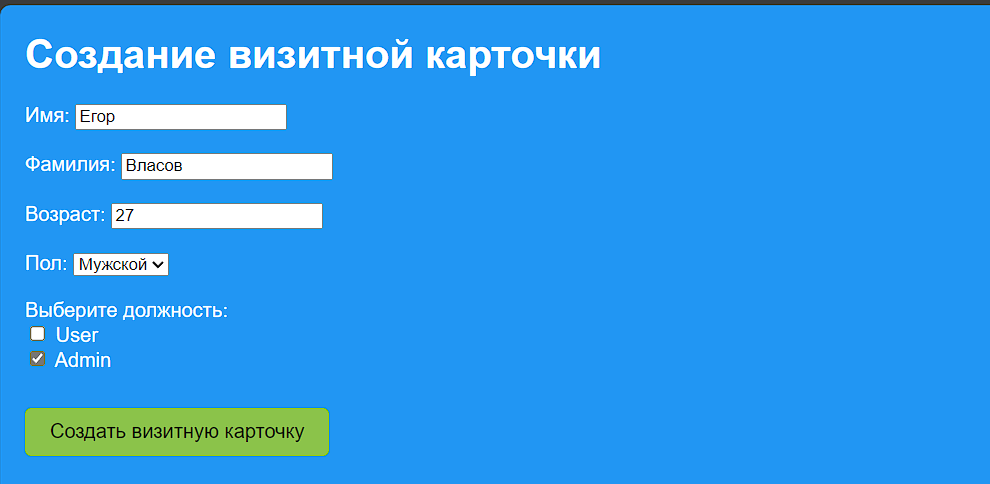 Создание визитной карточки
Имя: Егор
Фамилия: Власов
Возраст: 27
Пол: Мужской
Выберите должность:
User
Admin
Создать визитную карточку